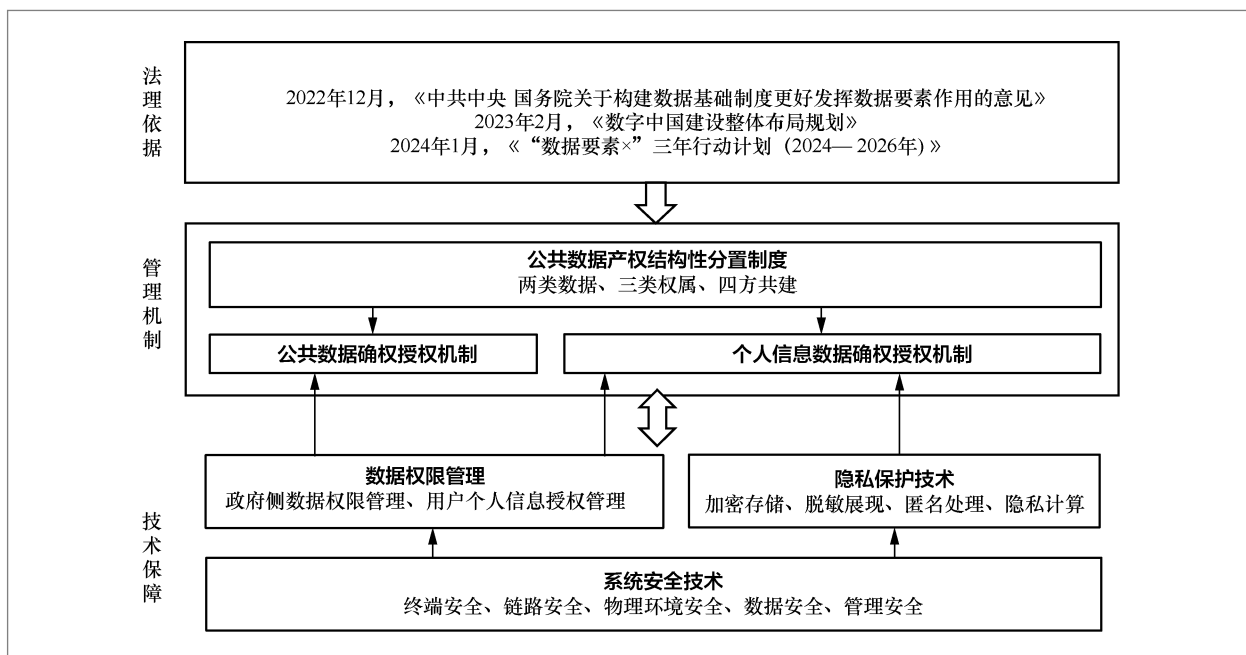 法理依据
2022年12月，《中共中央 国务院关于构建数据基础制度更好发挥数据要素作用的意见》
2023年2月，《数字中国建设整体布局规划》
2024年1月，《“数据要素×”三年行动计划（2024— 2026年）》
管理机制
公共数据产权结构性分置制度
两类数据、三类权属、四方共建
公共数据确权授权机制
个人信息数据确权授权机制
技术保障
数据权限管理
政府侧数据权限管理、用户个人信息授权管理
隐私保护技术
加密存储、脱敏展现、匿名处理、隐私计算
系统安全技术
终端安全、链路安全、物理环境安全、数据安全、管理安全